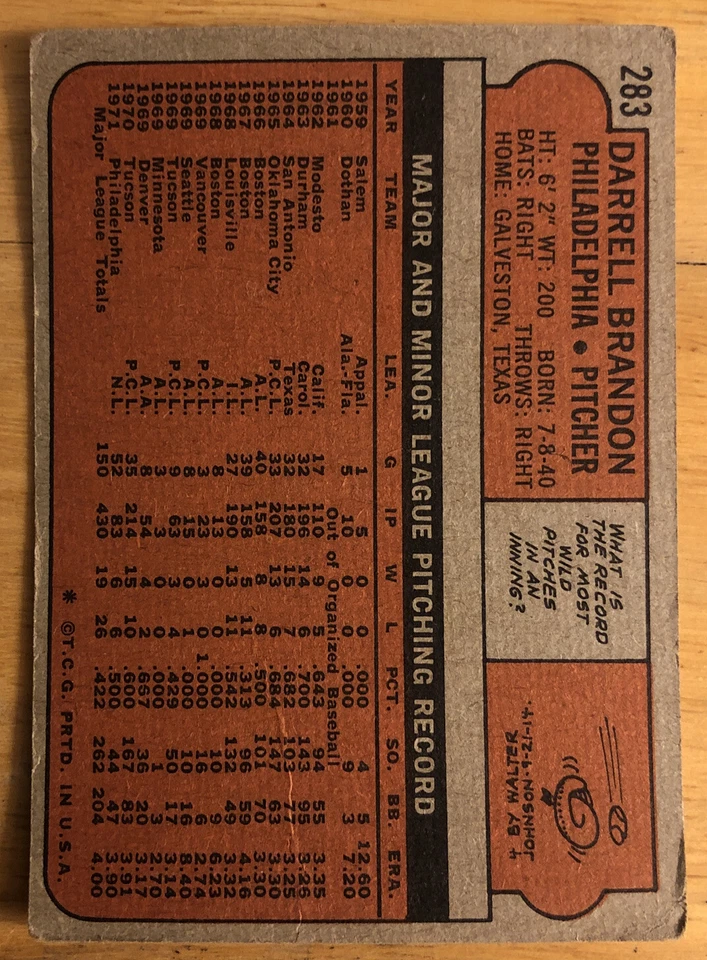 283
DARRELL BRANDON
PHILADELPHIA • PITCHER
HT: 6' 2" WT: 200 BORN: 7-8-40
BATS: RIGHT THROWS: RIGHT
HOME: GALVESTON, TEXAS
WHAT IS
THE RECORD
FOR MOST
WILD
PITCHES
IN AN
INNING?
4 BY WALTER
JOHNSON, 9-21-14.
MAJOR AND MINOR LEAGUE PITCHING RECORD
YEAR TEAM LEA. G IP W L PCT. SO. BB. ERA.
1959 Salem Appal. 1 5 0 0 .000 4 5 12.60
1960 Dothan Ala.-Fla. 5 10 0 0 .000 9 3 7.20
1961 Out of Organized Baseball
1962 Modesto Calif. 17 110 9 5 .643 94 55 3.35
1963 Durham Carol. 32 196 14 6 .700 143 95 3.26
1964 San Antonio Texas 32 180 15 7 .682 103 77 3.25
1965 Oklahoma City P.C.L. 33 207 13 6 .684 147 63 3.30
1966 Boston A.L. 40 158 8 8 .500 101 70 3.30
1967 Boston A.L. 39 158 5 11 .313 96 59 4.16
1968 Louisville I.L. 27 190 13 11 .542 132 49 3.32
1968 Boston A.L. 8 13 0 0 .000 10 9 6.23
1969 Vancouver P.C.L. 3 23 3 0 1.000 16 6 2.74
1969 Seattle A.L. 8 15 0 1 .000 10 16 8.40
1969 Tucson P.C.L. 9 63 3 4 .429 50 17 3.14
1969 Minnesota A.L. 3 3 0 0 .000 1 3 2.70
1969 Denver A.A. 8 54 4 2 .667 36 20 3.17
1970 Tucson P.C.L. 35 214 15 10 .600 167 83 3.91
1971 Philadelphia N.L. 52 83 6 6 .500 44 47 3.90
Major League Totals 150 430 19 26 .422 262 204 4.00
* ©T.C.G. PRTD. IN U.S.A.